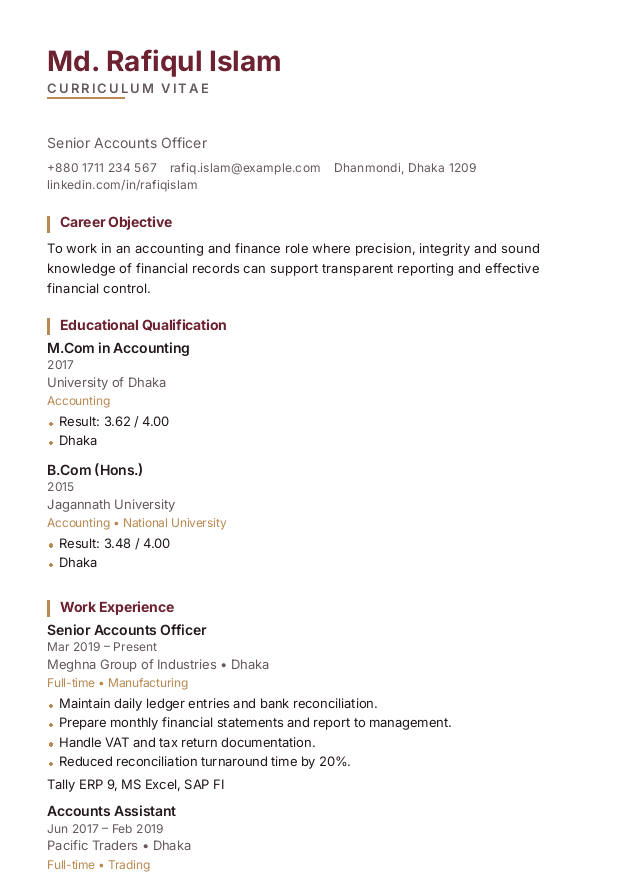 Md. Rafiqul Islam
CURRICULUM VITAE
Senior Accounts Officer
+880 1711 234 567 rafiq.islam@example.com Dhanmondi, Dhaka 1209
linkedin.com/in/rafiqislam
Career Objective
To work in an accounting and finance role where precision, integrity and sound
knowledge of financial records can support transparent reporting and effective
financial control.
Educational Qualification
M.Com in Accounting
2017
University of Dhaka
Accounting
• Result: 3.62 / 4.00
• Dhaka
B.Com (Hons.)
2015
Jagannath University
Accounting • National University
• Result: 3.48 / 4.00
• Dhaka
Work Experience
Senior Accounts Officer
Mar 2019 – Present
Meghna Group of Industries • Dhaka
Full-time • Manufacturing
• Maintain daily ledger entries and bank reconciliation.
• Prepare monthly financial statements and report to management.
• Handle VAT and tax return documentation.
• Reduced reconciliation turnaround time by 20%.
Tally ERP 9, MS Excel, SAP FI
Accounts Assistant
Jun 2017 – Feb 2019
Pacific Traders • Dhaka
Full-time • Trading